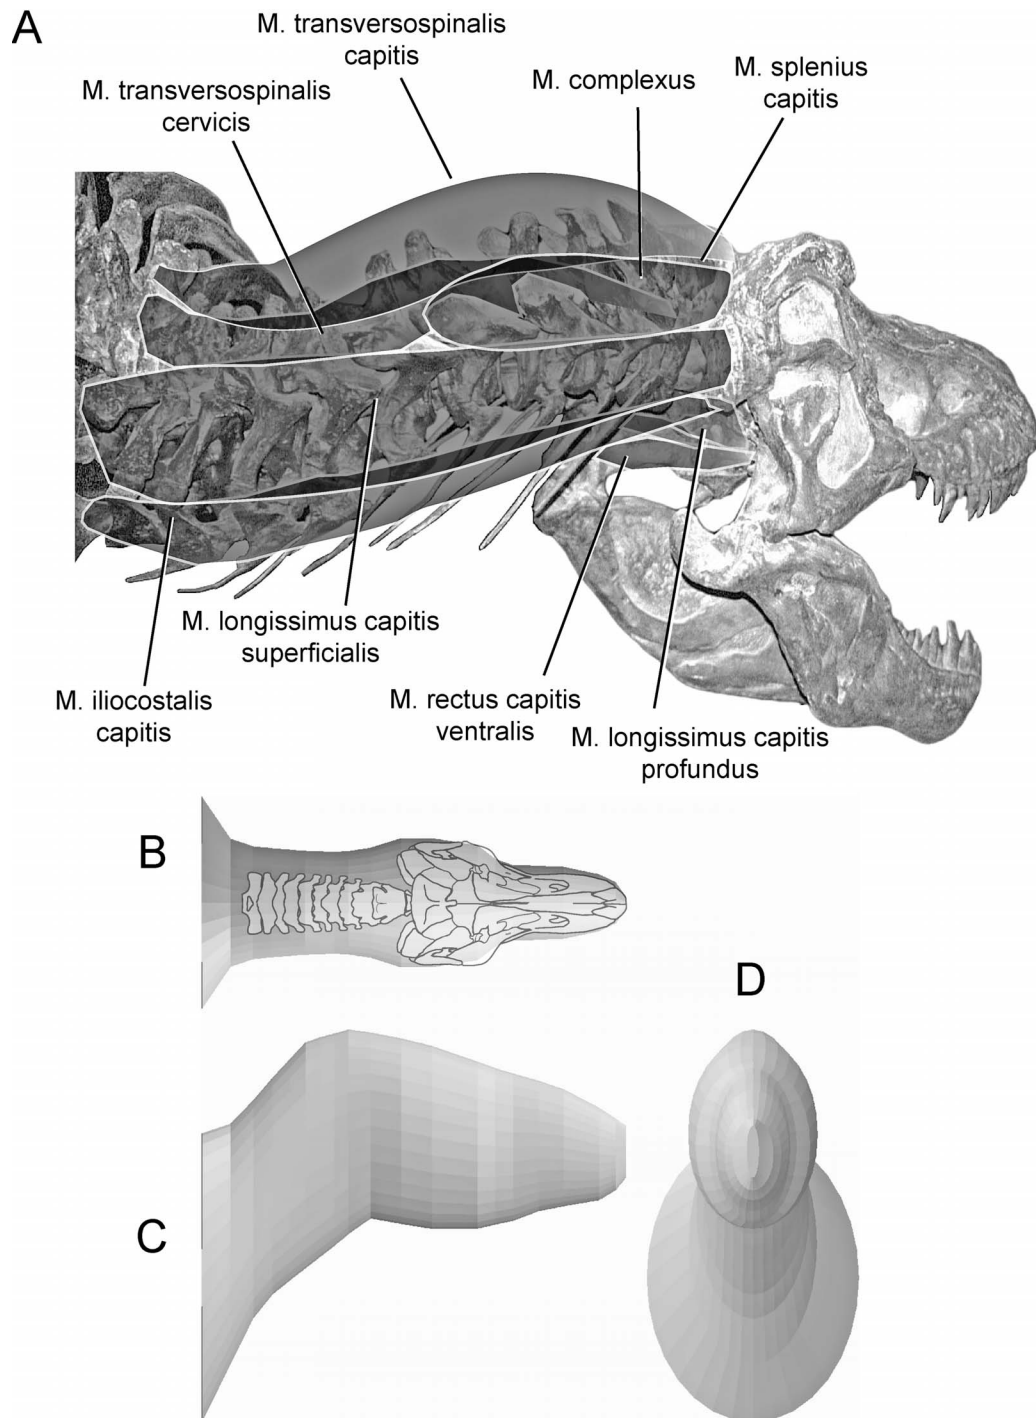 A
M. transversospinalis
capitis
M. transversospinalis
cervicis
M. complexus
M. splenius
capitis
M. longissimus capitis
superficialis
M. iliocostalis
capitis
M. rectus capitis
ventralis
M. longissimus capitis
profundus
B
D
C